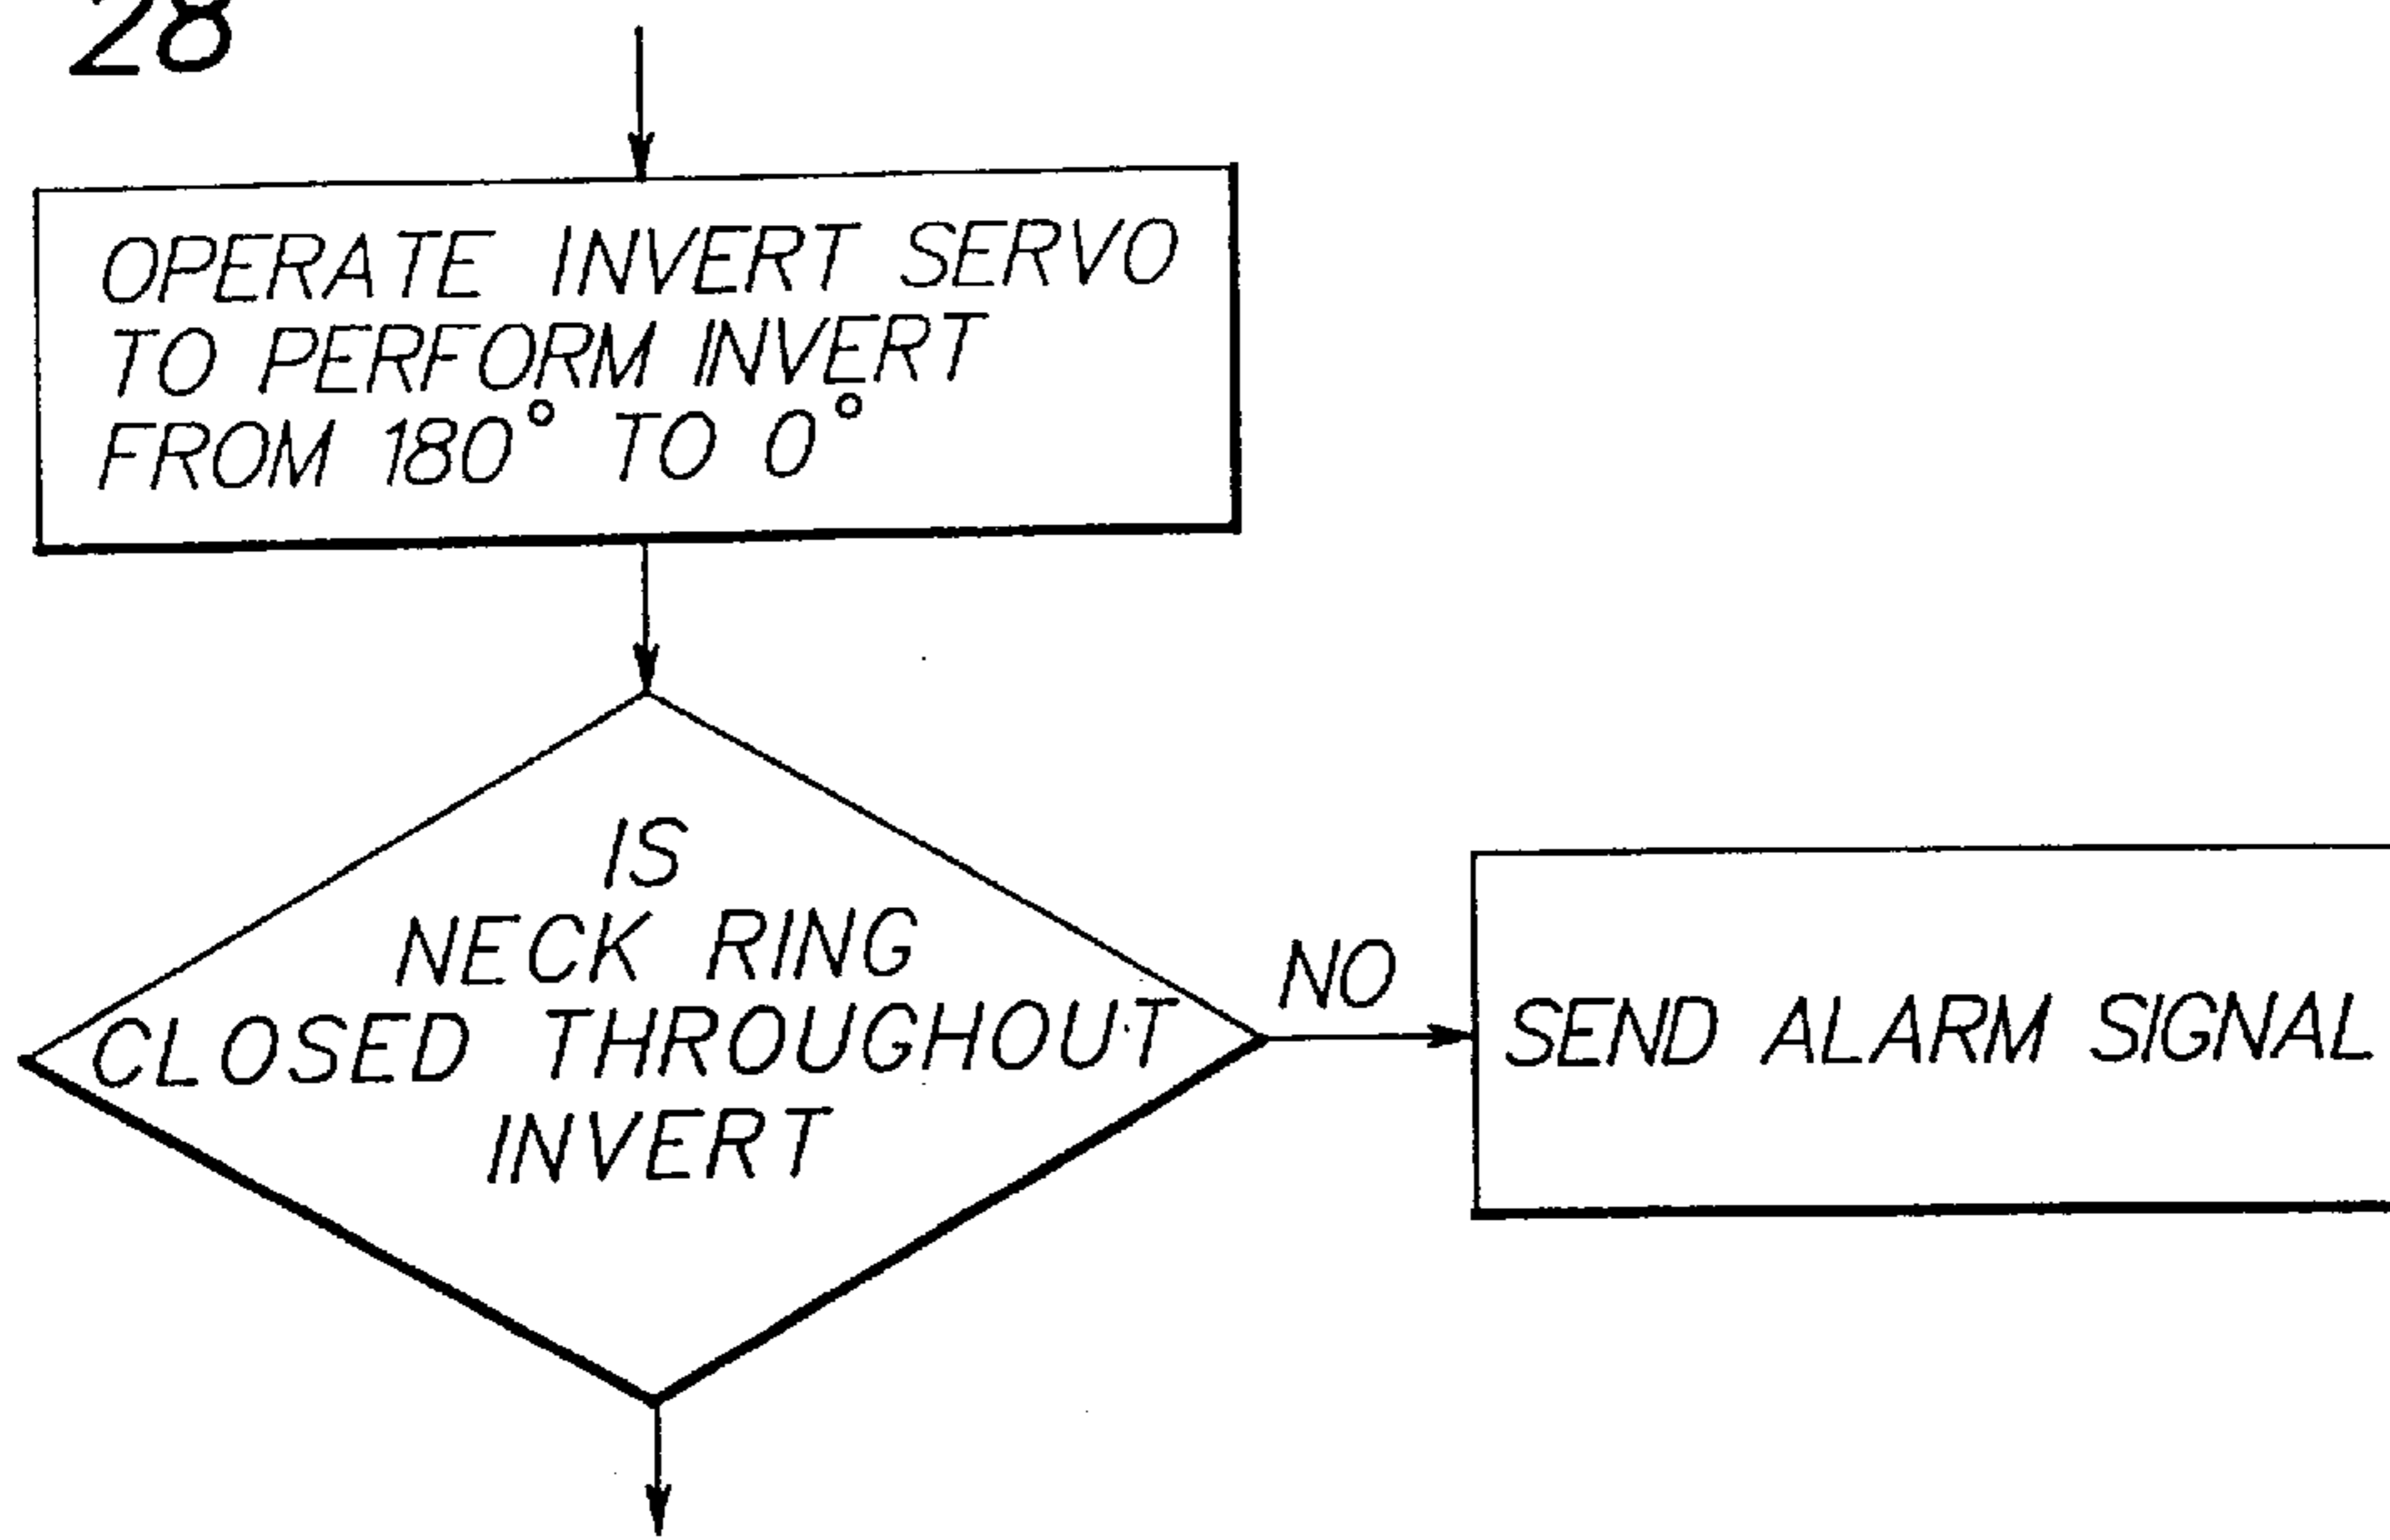 28
OPERATE INVERT SERVO
TO PERFORM INVERT
FROM 180° TO 0°
IS
NECK RING
CLOSED THROUGHOUT
INVERT
NO
SEND ALARM SIGNAL